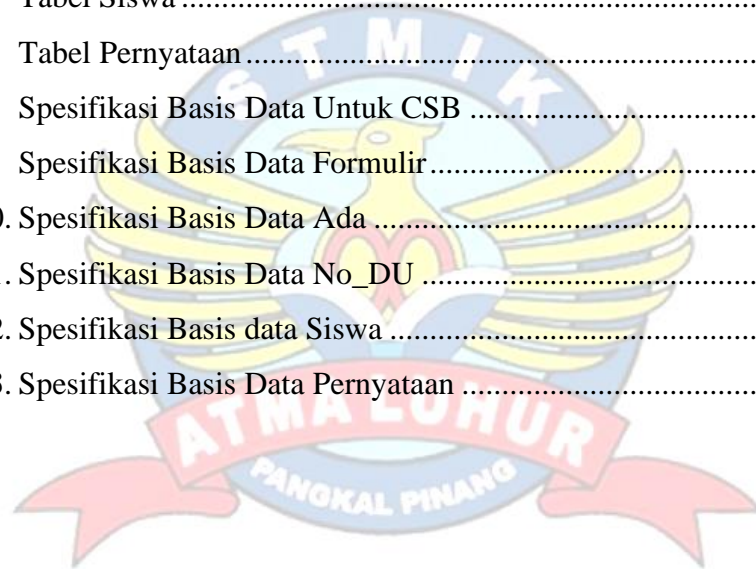 Tabel Siswa ................................................................
Tabel Pernyataan ................................................................
Spesifikasi Basis Data Untuk CSB ....................................
Spesifikasi Basis Data Formulir ........................................
0. Spesifikasi Basis Data Ada ................................................
. Spesifikasi Basis Data No_DU ..........................................
2. Spesifikasi Basis data Siswa ..............................................
3. Spesifikasi Basis Data Pernyataan .....................................
STMIK
ATMA LUHUR
PANGKAL PINANG